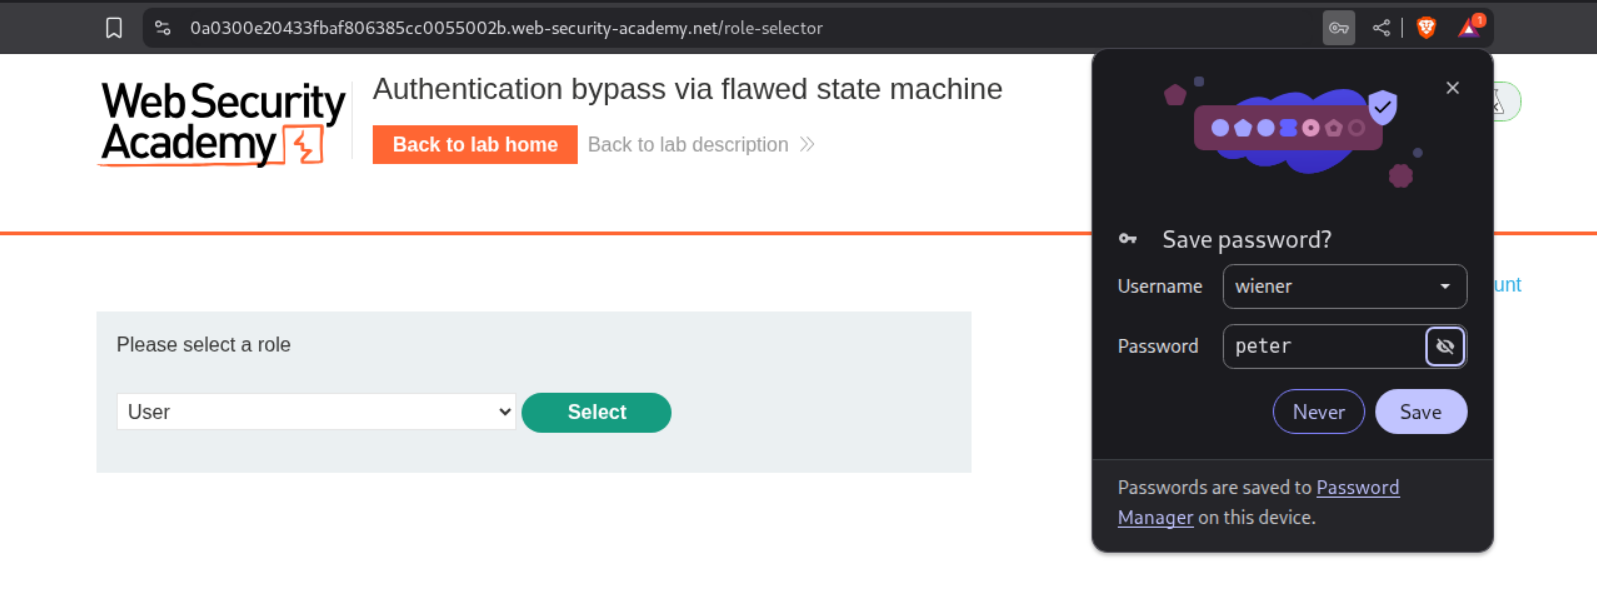 0a0300e20433fbaf806385cc0055002b.web-security-academy.net/role-selector
1
Web Security
Academy
Authentication bypass via flawed state machine
Back to lab home
Back to lab description
Save password?
Username
wiener
unt
Please select a role
Password
peter
User
Select
Never
Save
Passwords are saved to Password
Manager on this device.